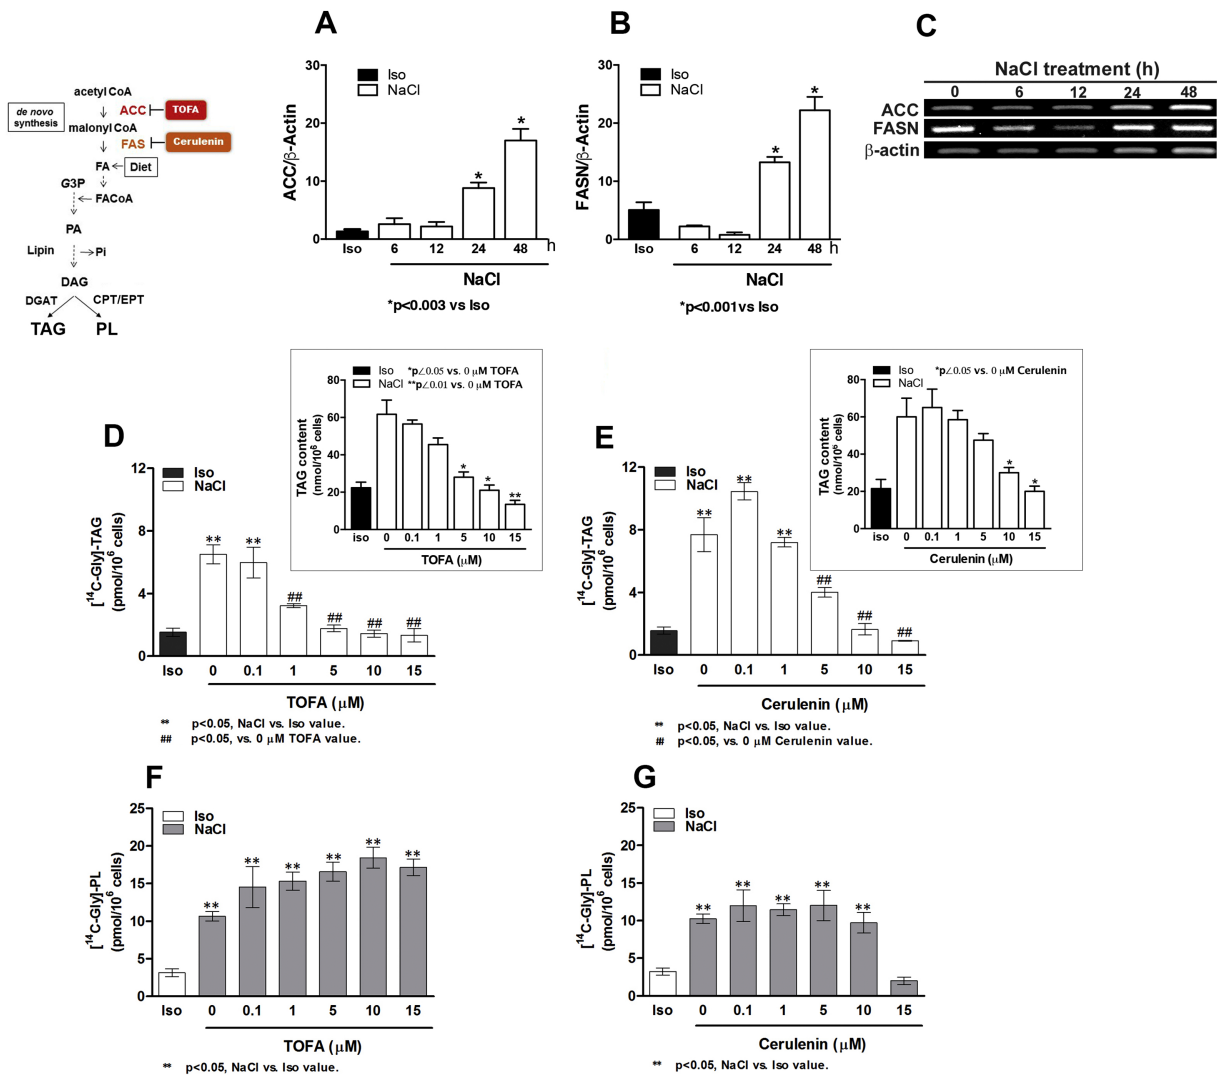 A
B
C
acetyl CoA
ACC
TOFA
de novo
synthesis
malonyl CoA
FAS
Cerulenin
FA
Diet
G3P
FACoA
PA
Lipin
Pi
DAG
DGAT
CPT/EPT
TAG
PL
ACC/β-Actin
30
20
10
0
Iso
NaCl
Iso
6
12
24
48
h
*
*
NaCl
*p<0.003 vs Iso
FASN/β-Actin
30
20
10
0
Iso
NaCl
Iso
6
12
24
48
h
*
*
NaCl
*p<0.001vs Iso
NaCl treatment (h)
0 6 12 24 48
ACC
FASN
β-actin
D
[14C-Gly]-TAG
(pmol/106 cells)
12
8
4
0
Iso
NaCl
** ** ## ## ## ##
Iso 0 0.1 1 5 10 15
TOFA (μM)
** p<0.05, NaCl vs. Iso value.
## p<0.05, vs. 0 μM TOFA value.
TAG content
(nmol/106 cells)
80
60
40
20
0
Iso *p∠0.05 vs. 0 μM TOFA
NaCl **p∠0.01 vs. 0 μM TOFA
* * **
iso 0 0.1 1 5 10 15
TOFA (μM)
E
[14C-Gly]-TAG
(pmol/106 cells)
12
8
4
0
Iso
NaCl
** ** ** ## ## ##
Iso 0 0.1 1 5 10 15
Cerulenin (μM)
** p<0.05, NaCl vs. Iso value.
## p<0.05, vs. 0 μM Cerulenin value.
TAG content
(nmol/106 cells)
80
60
40
20
0
Iso *p∠0.05 vs. 0 μM Cerulenin
NaCl
* *
iso 0 0.1 1 5 10 15
Cerulenin (μM)
F
[14C-Gly]-PL
(pmol/106 cells)
25
20
15
10
5
0
Iso
NaCl
** ** ** ** ** **
Iso 0 0.1 1 5 10 15
TOFA (μM)
** p<0.05, NaCl vs. Iso value.
G
[14C-Gly]-PL
(pmol/106 cells)
25
20
15
10
5
0
Iso
NaCl
** ** ** ** **
Iso 0 0.1 1 5 10 15
Cerulenin (μM)
** p<0.05, NaCl vs. Iso value.